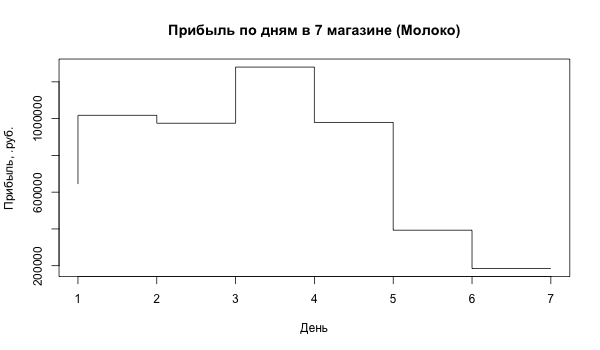 Прибыль по дням в 7 магазине (Молоко)
Прибыль, .руб.
1000000
600000
200000
1 2 3 4 5 6 7
День